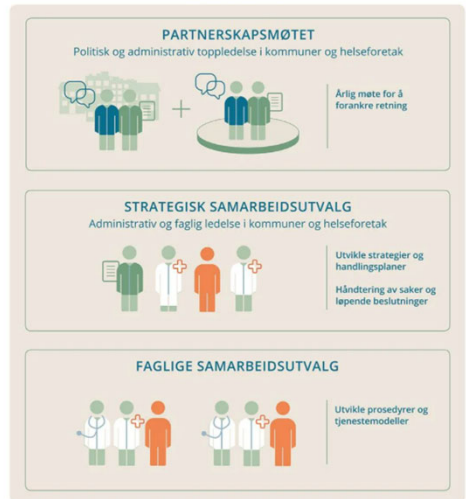 PARTNERSKAPSMØTET
Politisk og administrativ toppledelse i kommuner og helseforetak
Årlig møte for å
forankre retning
STRATEGISK SAMARBEIDSUTVALG
Administrativ og faglig ledelse i kommuner og helseforetak
Utvikle strategier og
handlingsplaner
Håndtering av saker og
løpende beslutninger
FAGLIGE SAMARBEIDSUTVALG
Utvikle prosedyrer og
tjenestemodeller